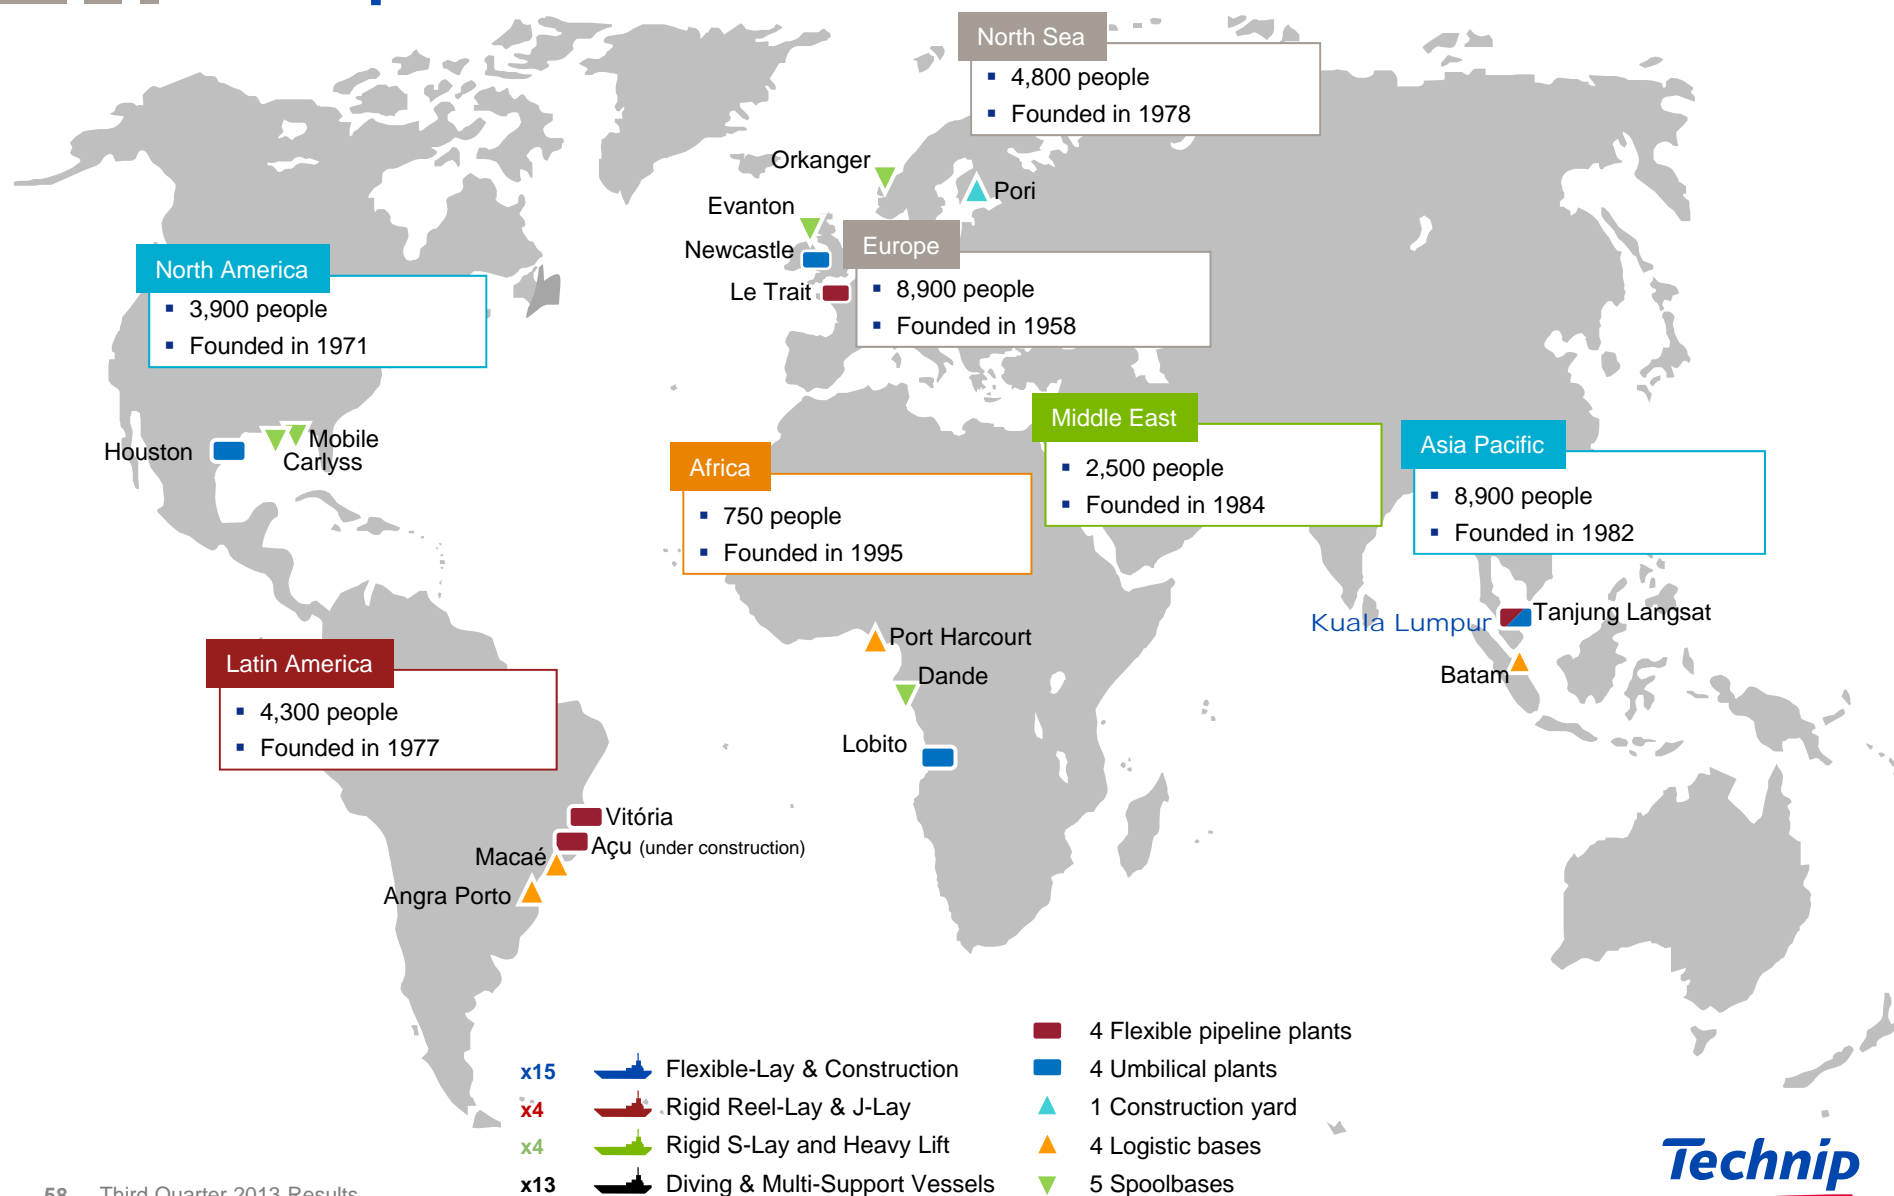 North Sea
4,800 people
Founded in 1978
Orkanger
Pori
Evanton
Newcastle
Europe
Le Trait
8,900 people
Founded in 1958
North America
3,900 people
Founded in 1971
Houston
Mobile
Carlyss
Middle East
2,500 people
Founded in 1984
Asia Pacific
8,900 people
Founded in 1982
Africa
750 people
Founded in 1995
Kuala Lumpur
Tanjung Langsat
Batam
Port Harcourt
Dande
Lobito
Latin America
4,300 people
Founded in 1977
Vitória
Açu (under construction)
Macaé
Angra Porto
x15 Flexible-Lay & Construction
x4 Rigid Reel-Lay & J-Lay
x4 Rigid S-Lay and Heavy Lift
x13 Diving & Multi-Support Vessels
4 Flexible pipeline plants
4 Umbilical plants
1 Construction yard
4 Logistic bases
5 Spoolbases
58 Third Quarter 2013 Results
Technip